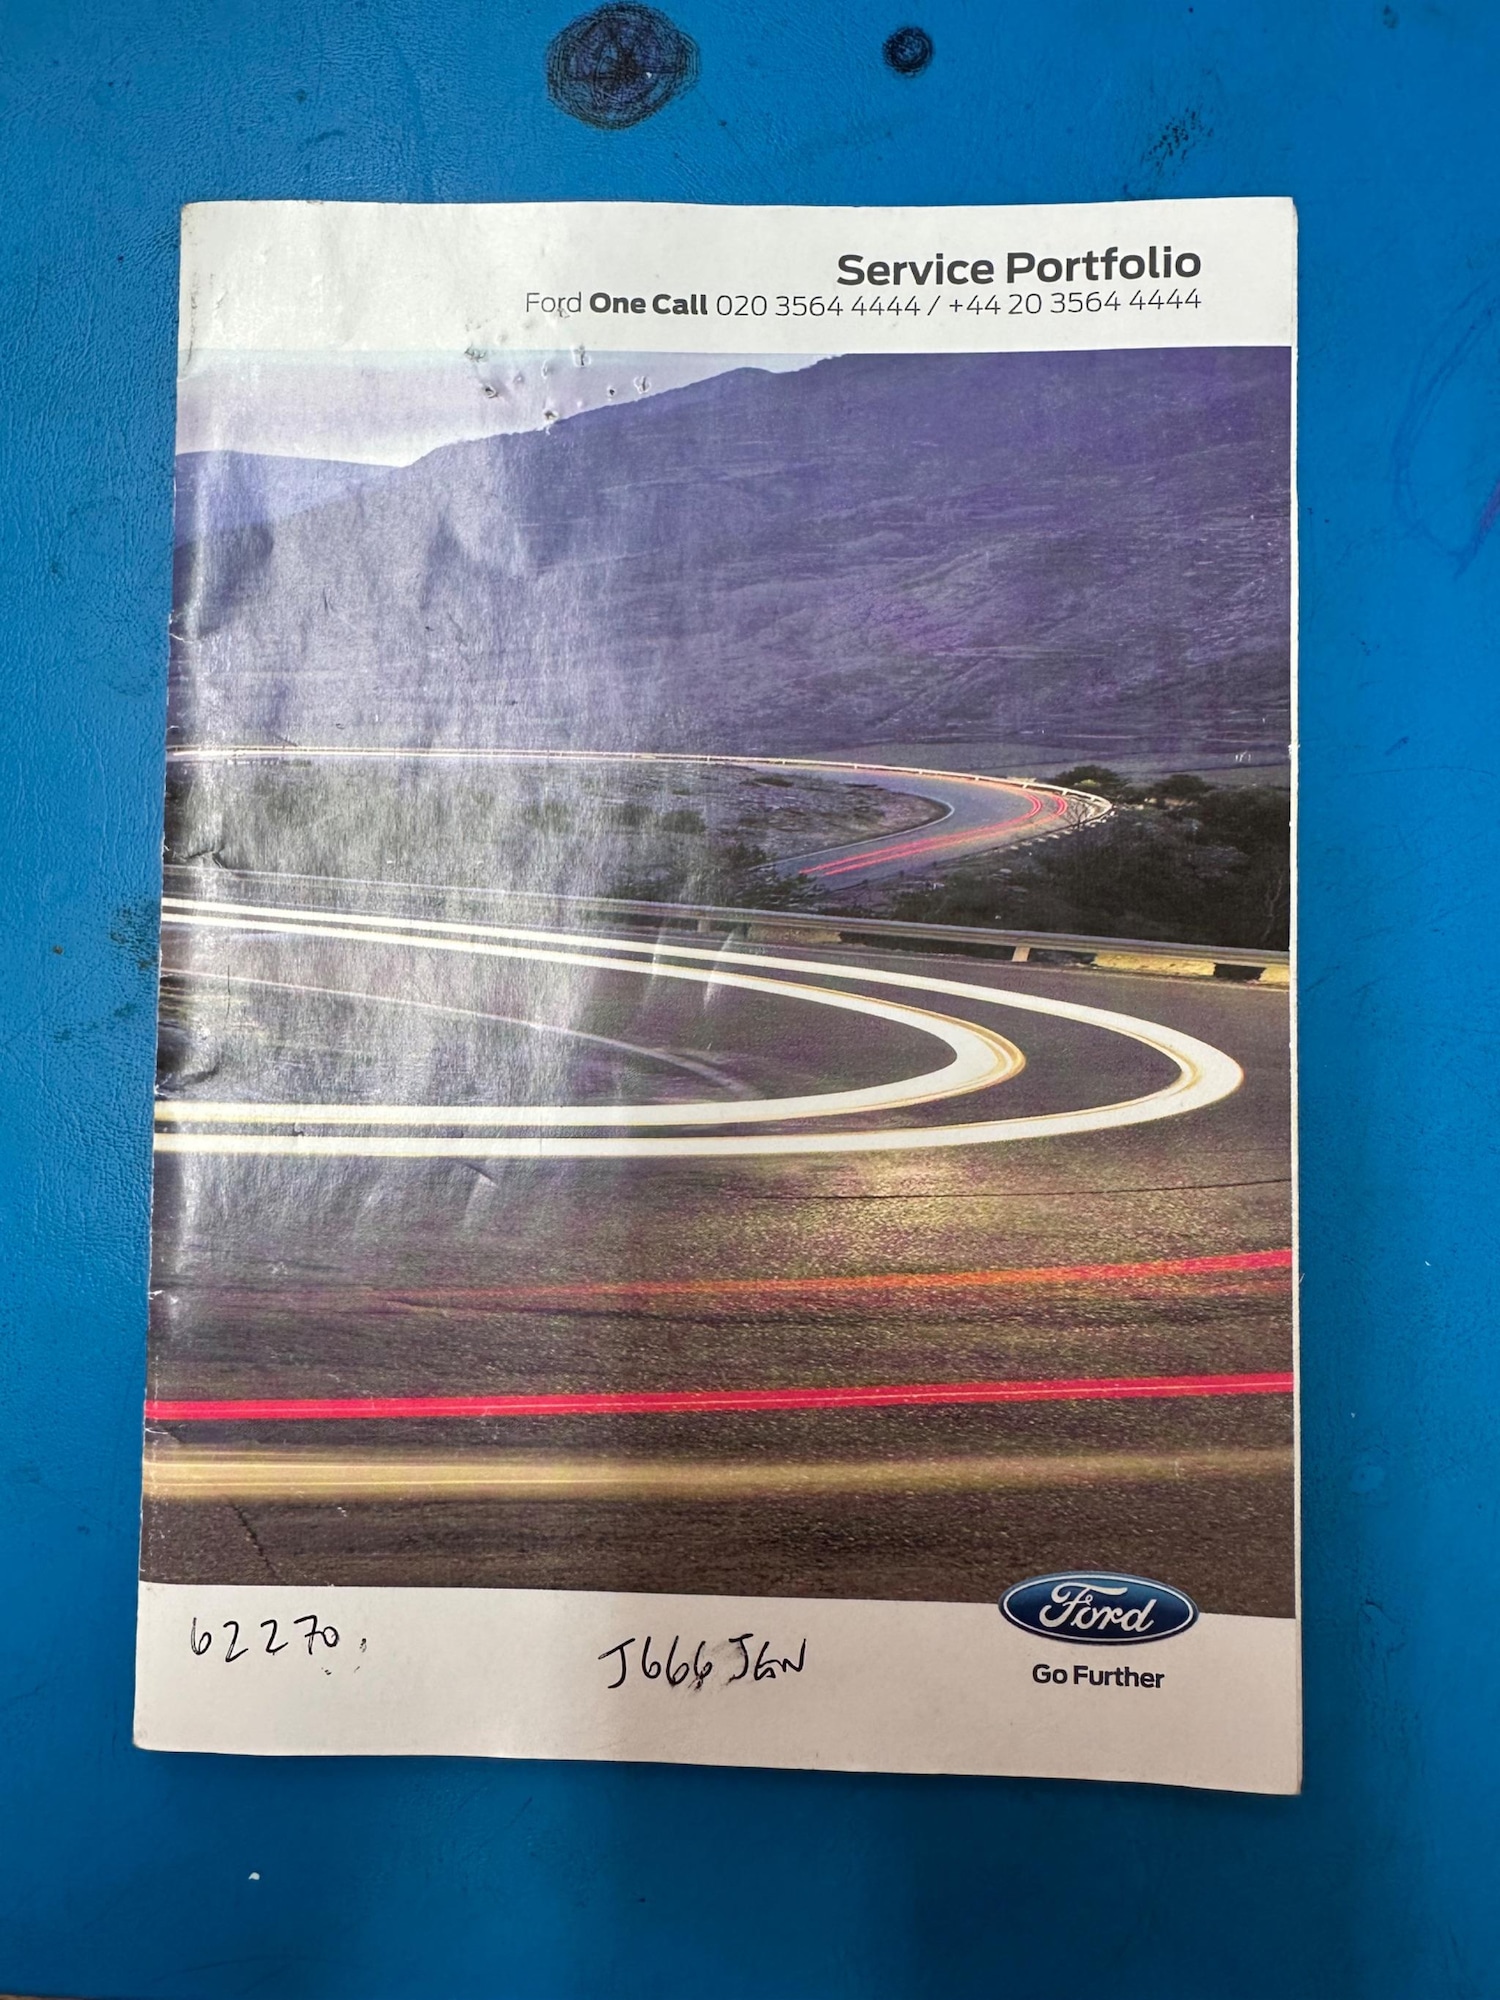 Service Portfolio
Ford One Call 020 3564 4444 / +44 20 3564 4444
Ford
62270. J666 JGN
Go Further